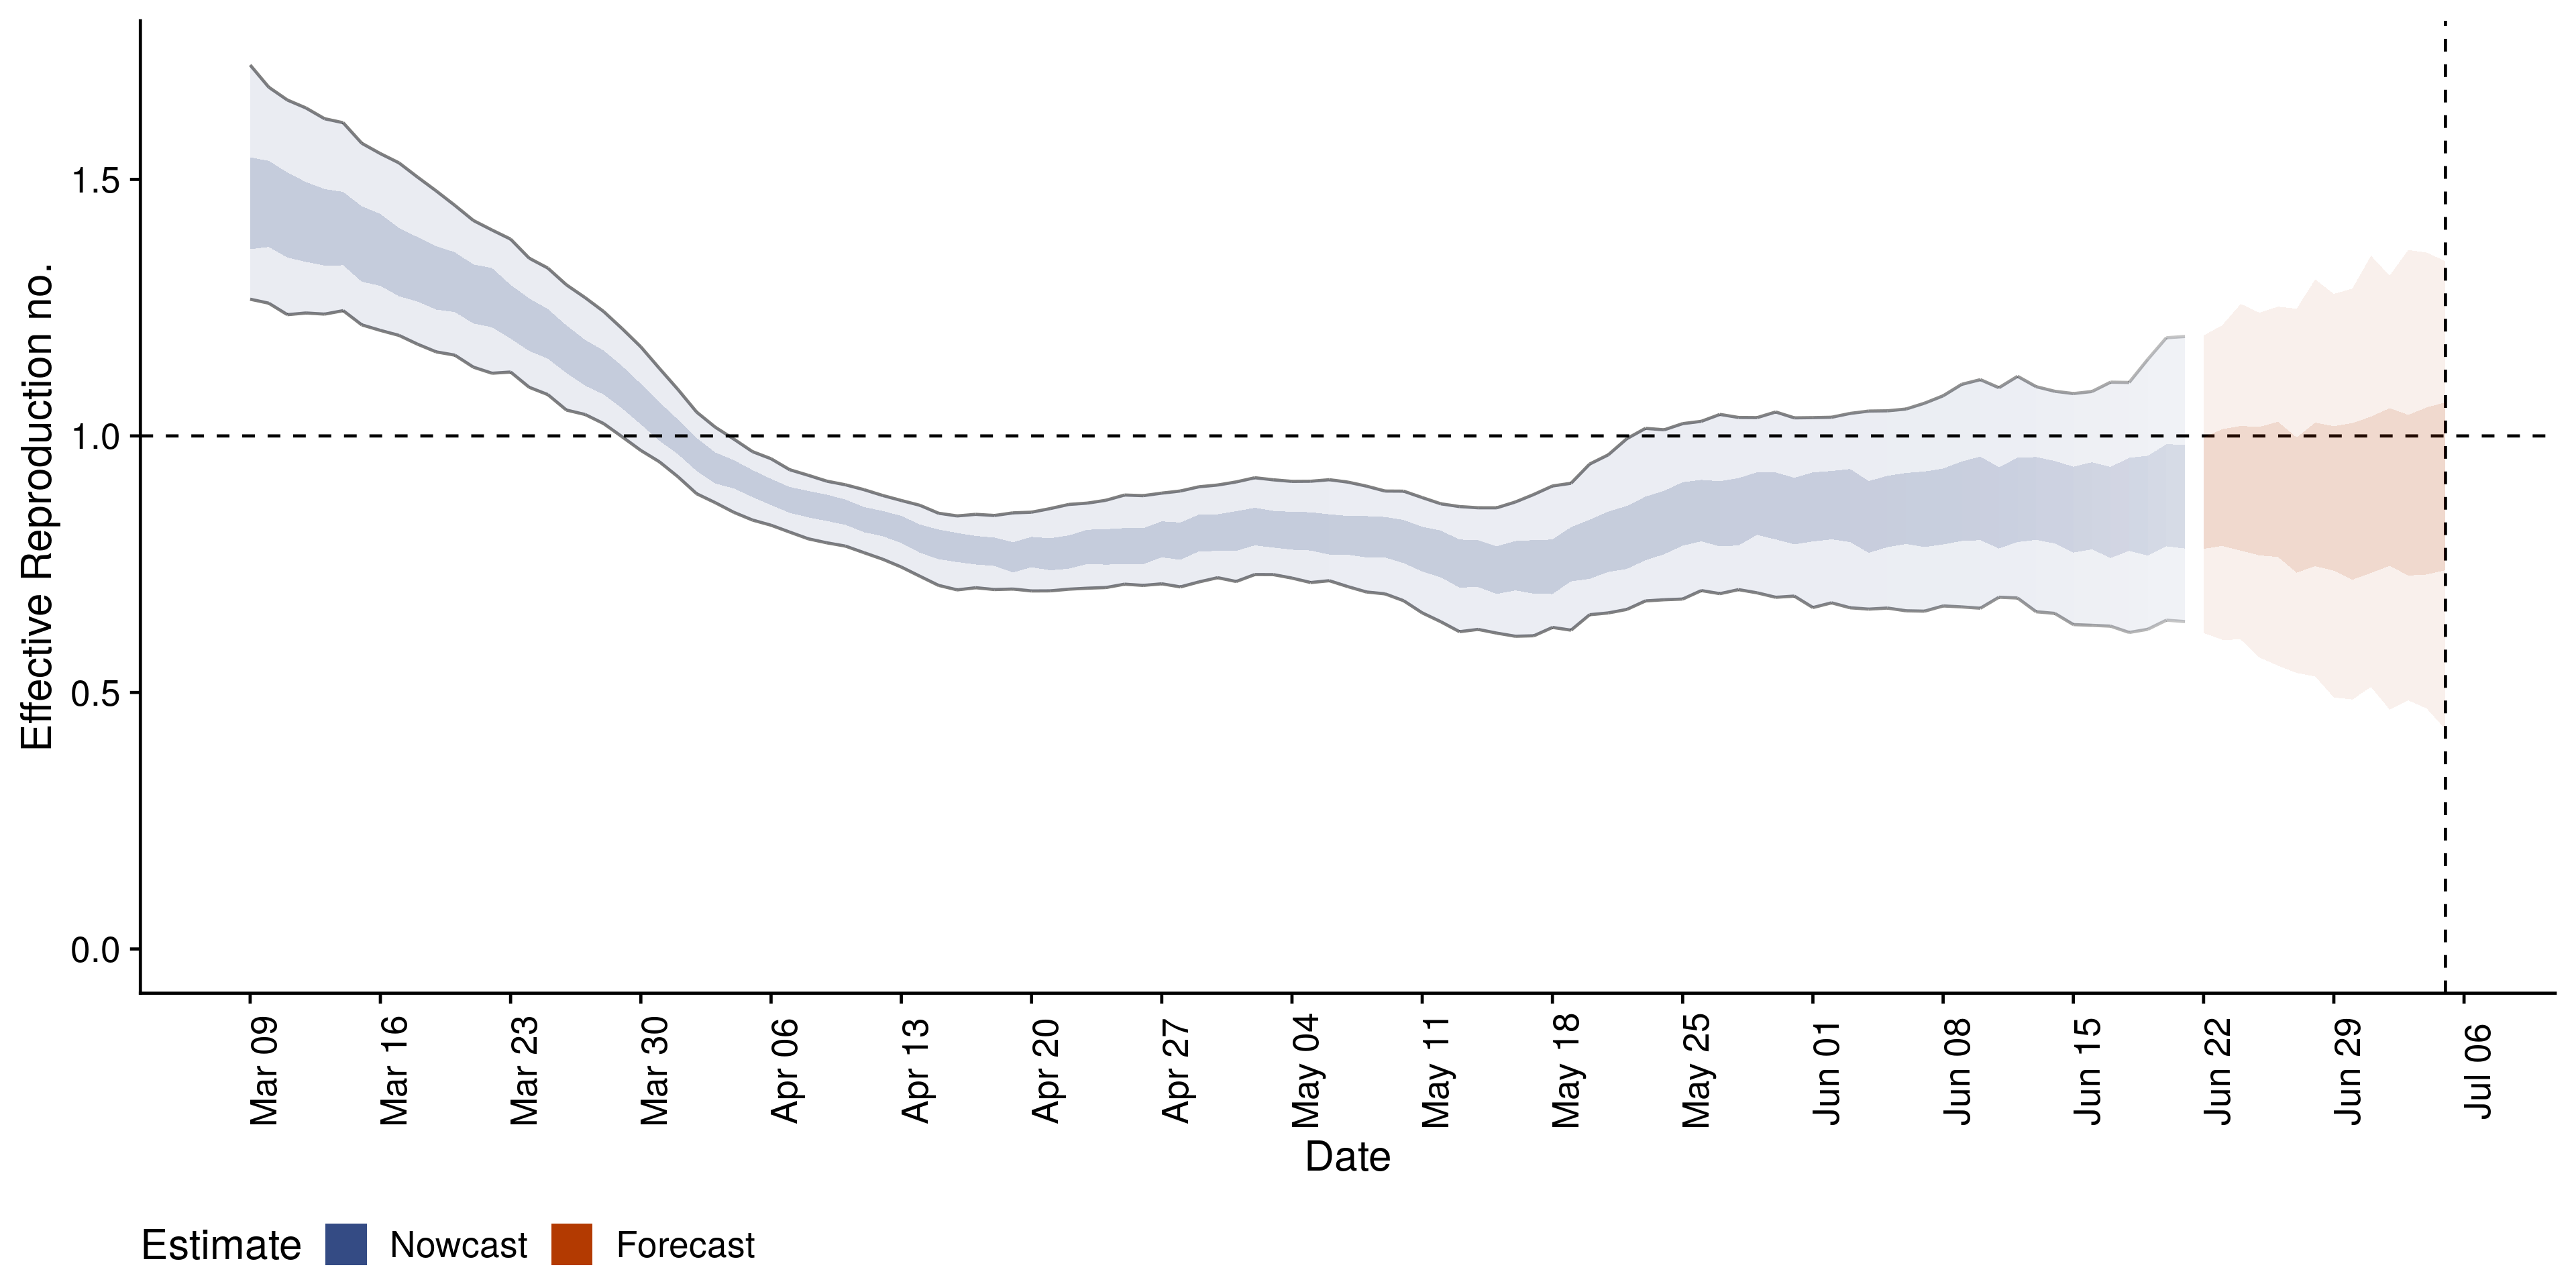 Effective Reproduction no.
1.5
1.0
0.5
0.0
Mar 09
Mar 16
Mar 23
Mar 30
Apr 06
Apr 13
Apr 20
Apr 27
May 04
May 11
May 18
May 25
Jun 01
Jun 08
Jun 15
Jun 22
Jun 29
Jul 06
Date
Estimate Nowcast Forecast